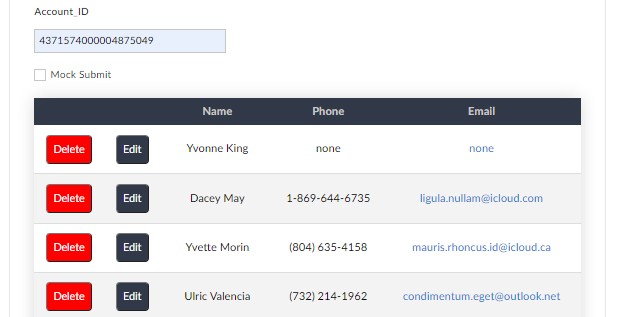 Account_ID
4371574000004875049
Mock Submit
Name Phone Email
Delete Edit Yvonne King none none
Delete Edit Dacey May 1-869-644-6735 ligula.nullam@icloud.com
Delete Edit Yvette Morin (804) 635-4158 mauris.rhoncus.id@icloud.ca
Delete Edit Ulric Valencia (732) 214-1962 condimentum.eget@outlook.net